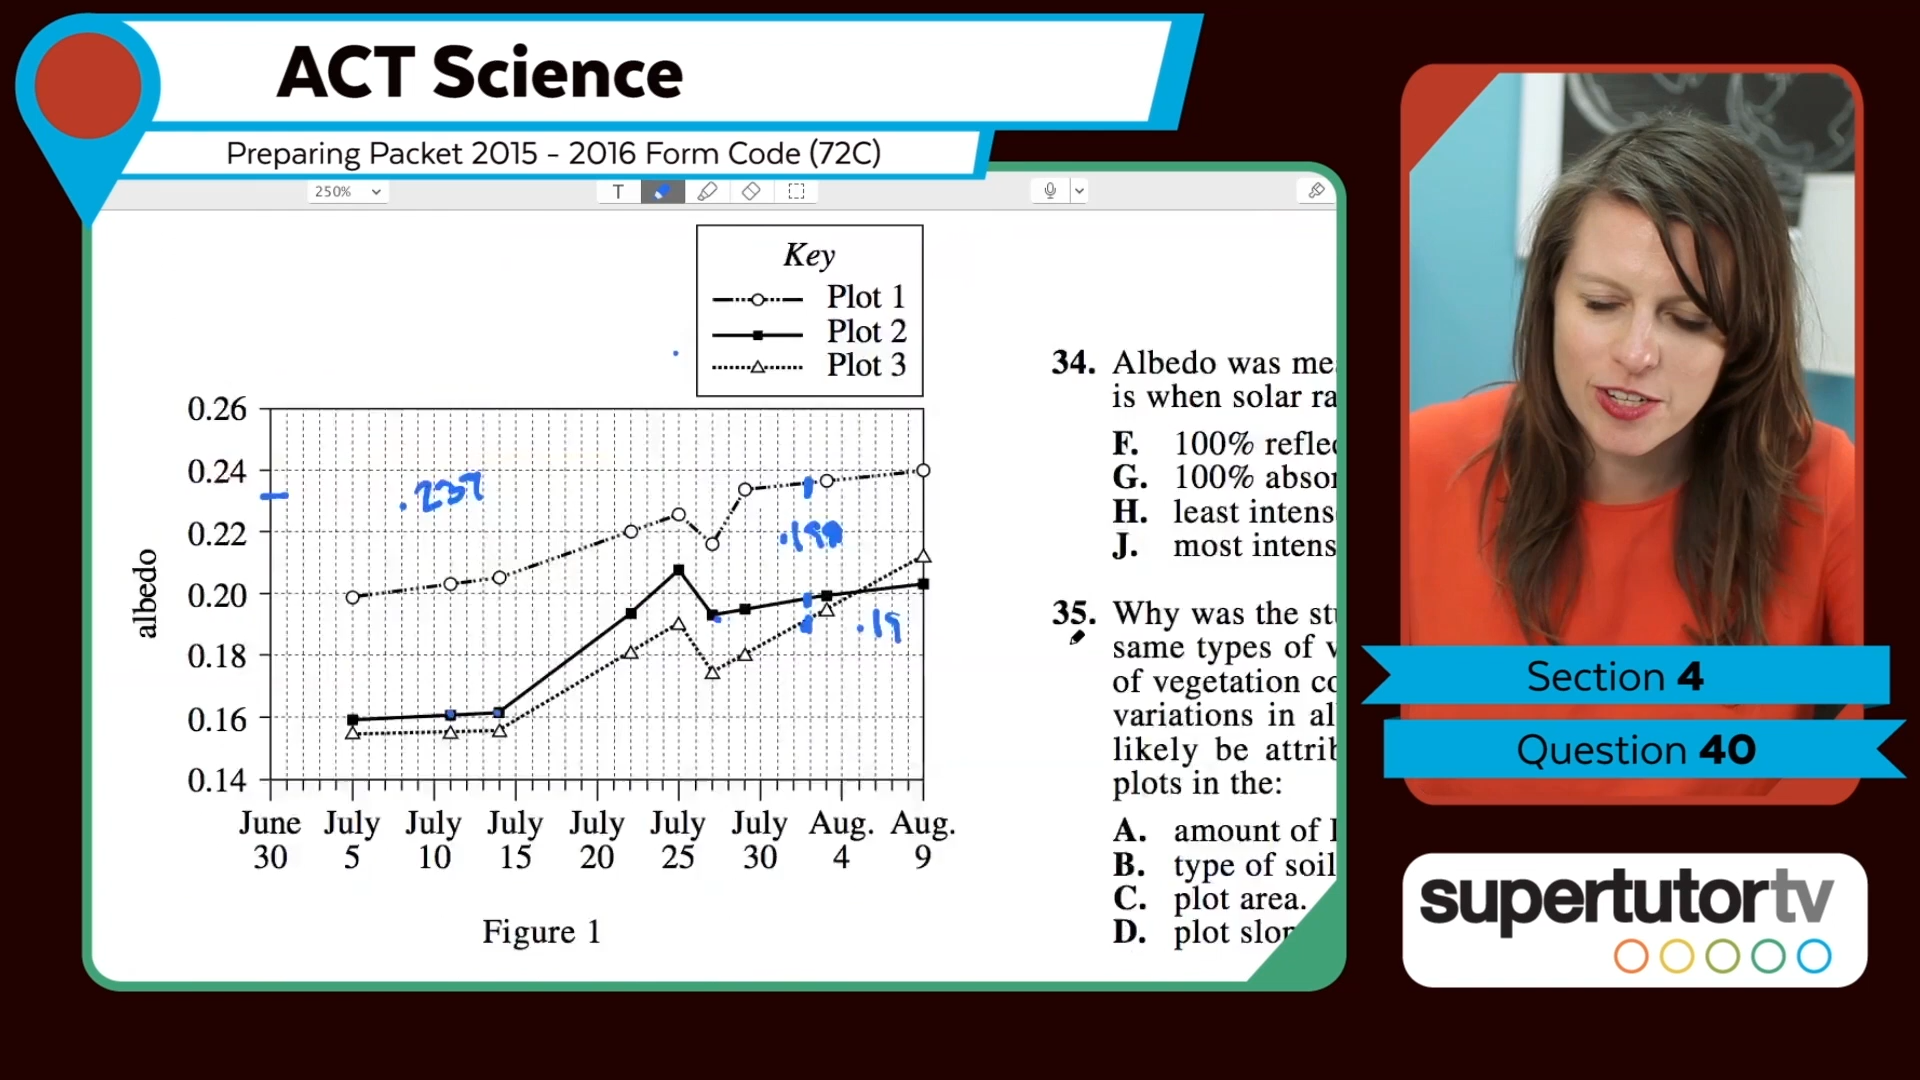 ACT Science
Preparing Packet 2015 - 2016 Form Code (72C)
250%
T
Key
Plot 1
Plot 2
Plot 3
0.26
0.24
0.22
0.20
0.18
0.16
0.14
albedo
.237
.199
.19
June 30
July 5
July 10
July 15
July 20
July 25
July 30
Aug. 4
Aug. 9
Figure 1
34. Albedo was me
is when solar ra
F. 100% reflec
G. 100% absor
H. least intens
J. most intens
35. Why was the stu
same types of v
of vegetation co
variations in al
likely be attrib
plots in the:
A. amount of
B. type of soil
C. plot area.
D. plot slop
Section 4
Question 40
supertutortv